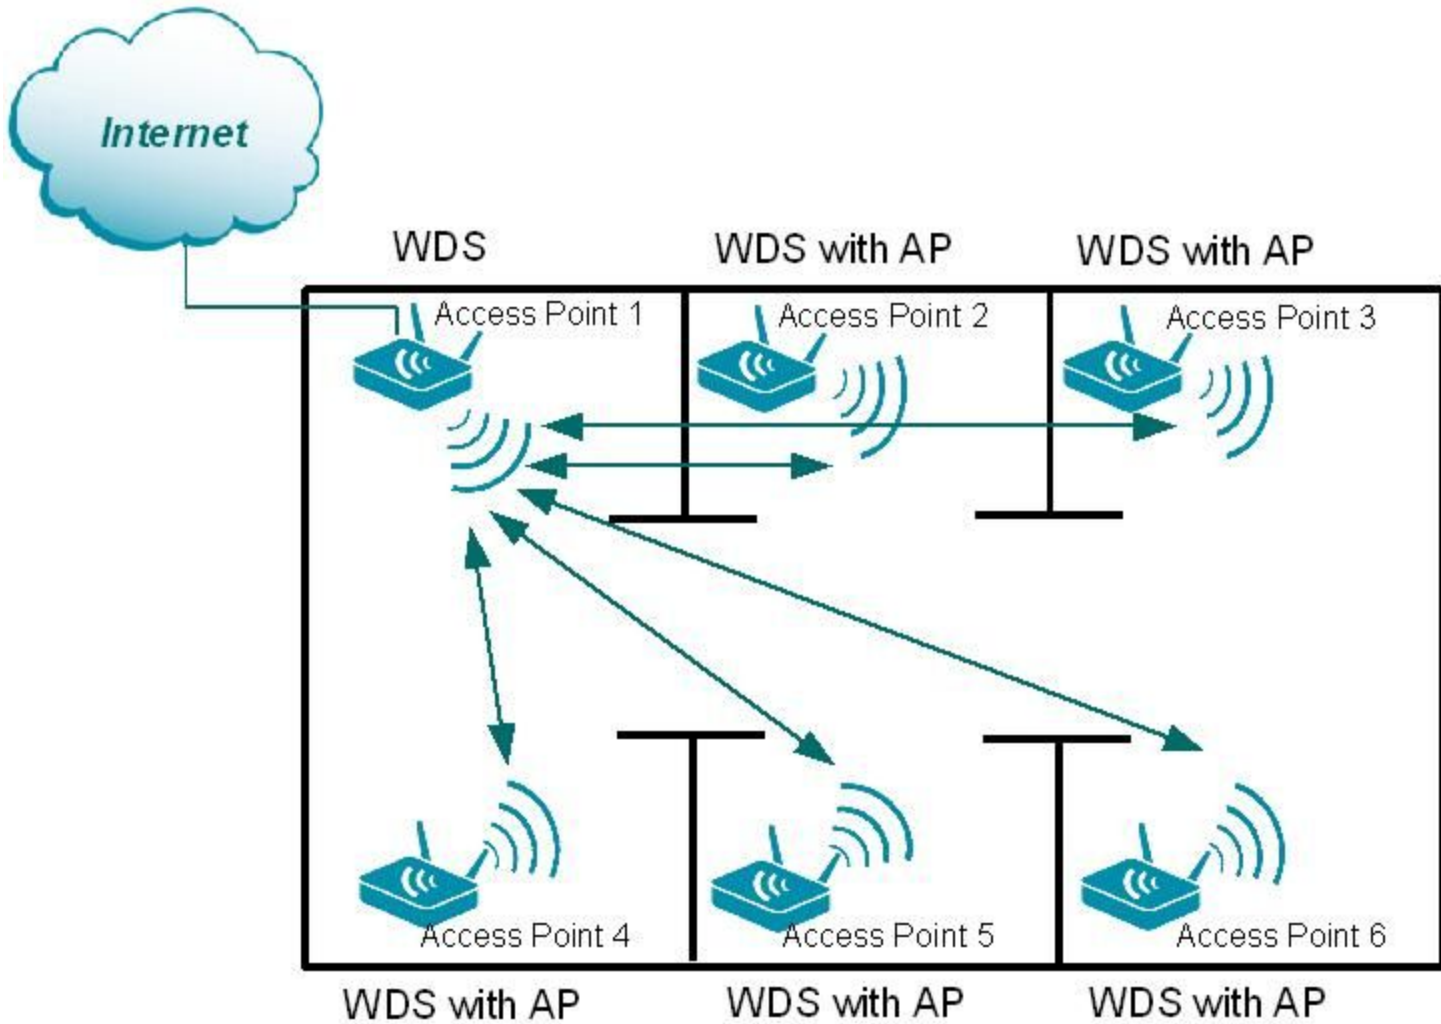 Internet
WDS
WDS with AP
WDS with AP
Access Point 1
Access Point 2
Access Point 3
Access Point 4
Access Point 5
Access Point 6
WDS with AP
WDS with AP
WDS with AP